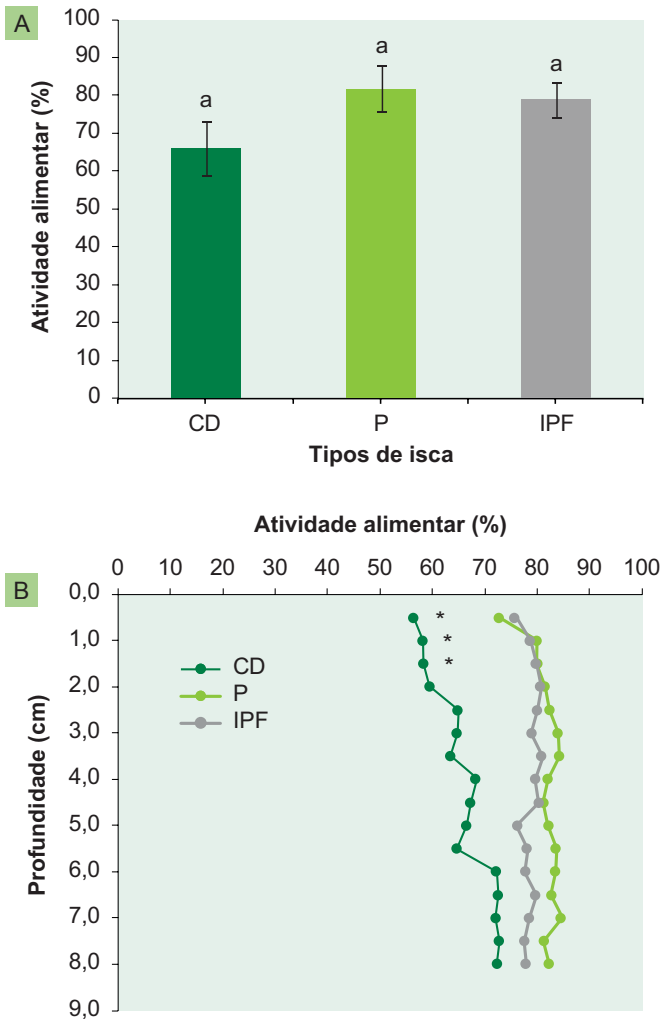 A
100
90
80
70
60
50
40
30
20
10
0
Atividade alimentar (%)
a
a
a
CD
P
IPF
Tipos de isca
Atividade alimentar (%)
0 10 20 30 40 50 60 70 80 90 100
B
0,0
1,0
2,0
3,0
4,0
5,0
6,0
7,0
8,0
9,0
Profundidade (cm)
*
*
*
CD
P
IPF